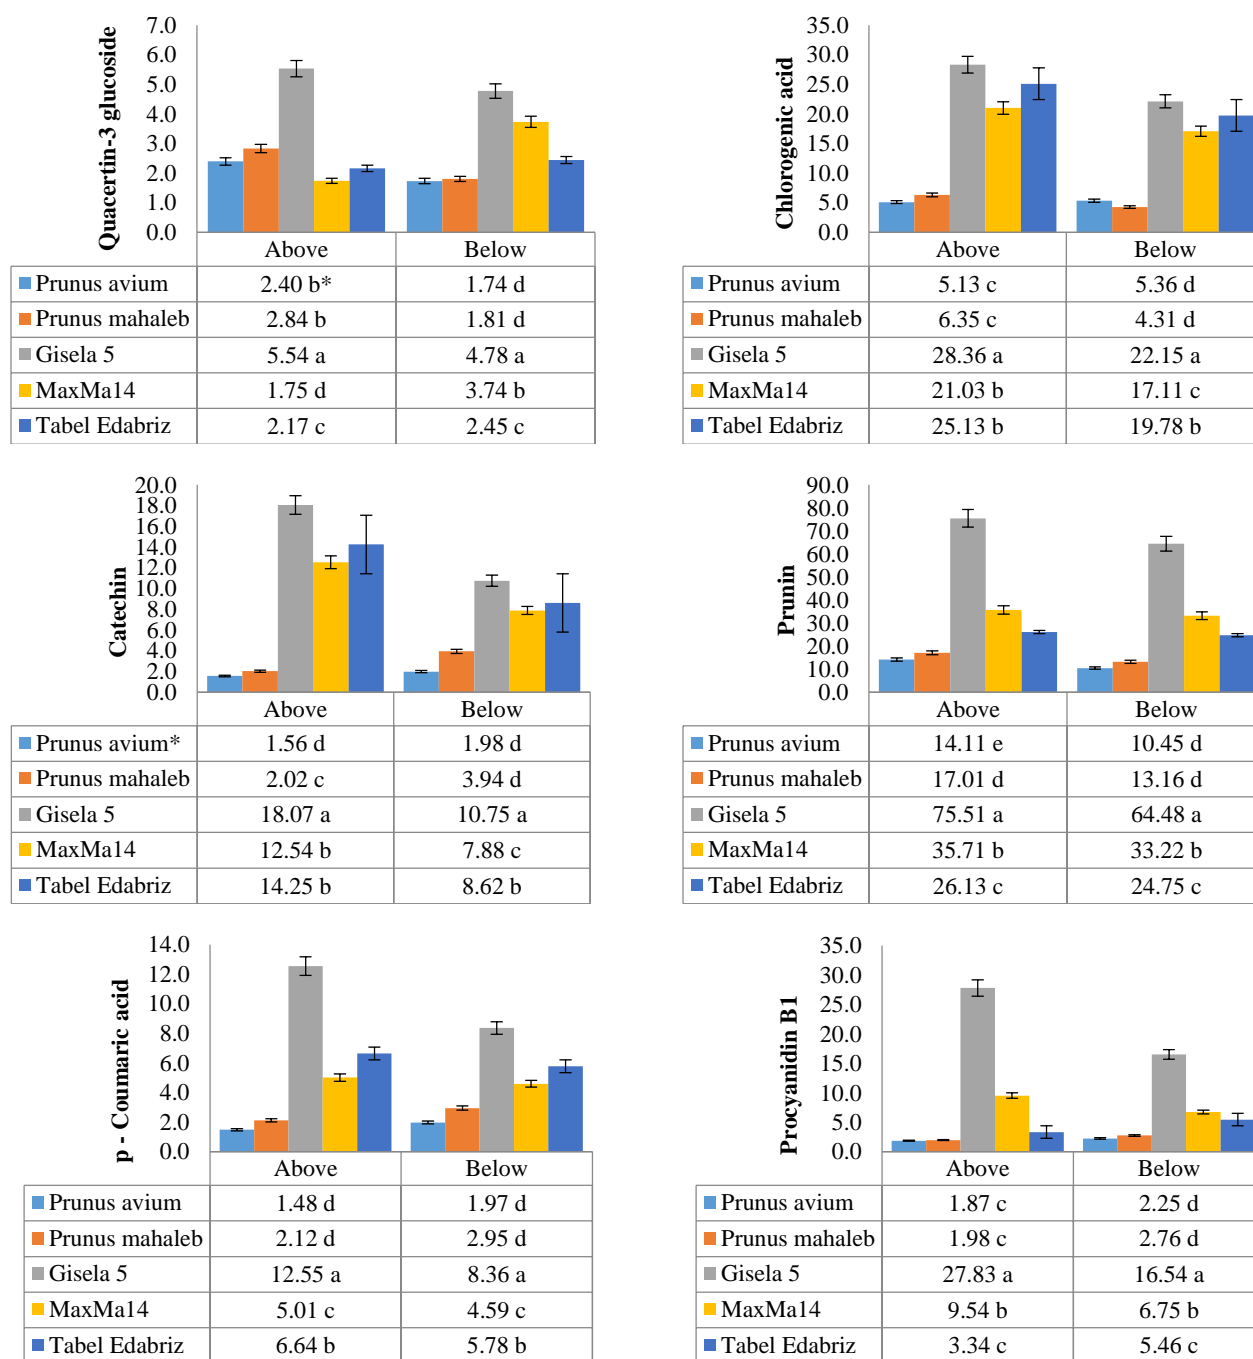 Quacertin-3 glucoside
7.0
6.0
5.0
4.0
3.0
2.0
1.0
0.0
Above Below
Prunus avium 2.40 b* 1.74 d
Prunus mahaleb 2.84 b 1.81 d
Gisela 5 5.54 a 4.78 a
MaxMa14 1.75 d 3.74 b
Tabel Edabriz 2.17 c 2.45 c
Chlorogenic acid
35.0
30.0
25.0
20.0
15.0
10.0
5.0
0.0
Above Below
Prunus avium 5.13 c 5.36 d
Prunus mahaleb 6.35 c 4.31 d
Gisela 5 28.36 a 22.15 a
MaxMa14 21.03 b 17.11 c
Tabel Edabriz 25.13 b 19.78 b
Catechin
20.0
18.0
16.0
14.0
12.0
10.0
8.0
6.0
4.0
2.0
0.0
Above Below
Prunus avium* 1.56 d 1.98 d
Prunus mahaleb 2.02 c 3.94 d
Gisela 5 18.07 a 10.75 a
MaxMa14 12.54 b 7.88 c
Tabel Edabriz 14.25 b 8.62 b
Prunin
90.0
80.0
70.0
60.0
50.0
40.0
30.0
20.0
10.0
0.0
Above Below
Prunus avium 14.11 e 10.45 d
Prunus mahaleb 17.01 d 13.16 d
Gisela 5 75.51 a 64.48 a
MaxMa14 35.71 b 33.22 b
Tabel Edabriz 26.13 c 24.75 c
p - Coumaric acid
14.0
12.0
10.0
8.0
6.0
4.0
2.0
0.0
Above Below
Prunus avium 1.48 d 1.97 d
Prunus mahaleb 2.12 d 2.95 d
Gisela 5 12.55 a 8.36 a
MaxMa14 5.01 c 4.59 c
Tabel Edabriz 6.64 b 5.78 b
Procyanidin B1
35.0
30.0
25.0
20.0
15.0
10.0
5.0
0.0
Above Below
Prunus avium 1.87 c 2.25 d
Prunus mahaleb 1.98 c 2.76 d
Gisela 5 27.83 a 16.54 a
MaxMa14 9.54 b 6.75 b
Tabel Edabriz 3.34 c 5.46 c